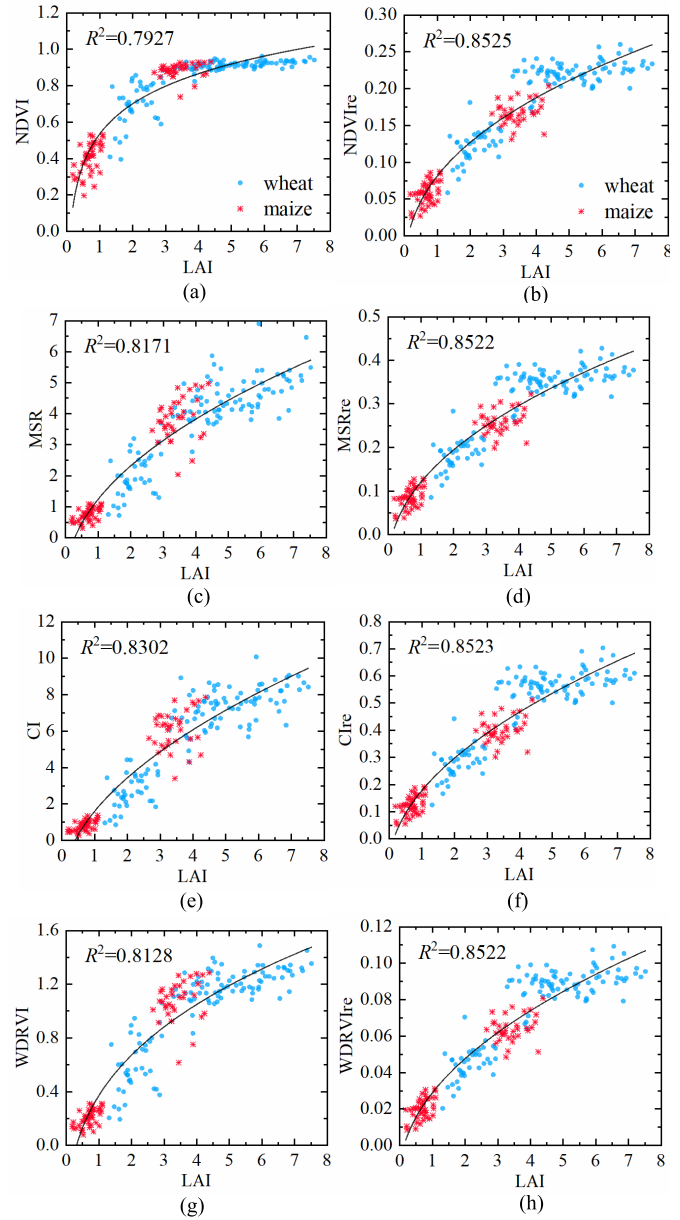 R²=0.7927
1.2
1.0
0.8
0.6
0.4
0.2
0.0
NDVI
wheat
maize
0 1 2 3 4 5 6 7 8
LAI
(a)
R²=0.8525
0.30
0.25
0.20
0.15
0.10
0.05
0.00
NDVIre
wheat
maize
0 1 2 3 4 5 6 7 8
LAI
(b)
R²=0.8171
7
6
5
4
3
2
1
0
MSR
0 1 2 3 4 5 6 7 8
LAI
(c)
R²=0.8522
0.5
0.4
0.3
0.2
0.1
0.0
MSRre
0 1 2 3 4 5 6 7 8
LAI
(d)
R²=0.8302
12
10
8
6
4
2
0
CI
0 1 2 3 4 5 6 7 8
LAI
(e)
R²=0.8523
0.8
0.7
0.6
0.5
0.4
0.3
0.2
0.1
0.0
CIre
0 1 2 3 4 5 6 7 8
LAI
(f)
R²=0.8128
1.6
1.2
0.8
0.4
0.0
WDRVI
0 1 2 3 4 5 6 7 8
LAI
(g)
R²=0.8522
0.12
0.10
0.08
0.06
0.04
0.02
0.00
WDRVIre
0 1 2 3 4 5 6 7 8
LAI
(h)